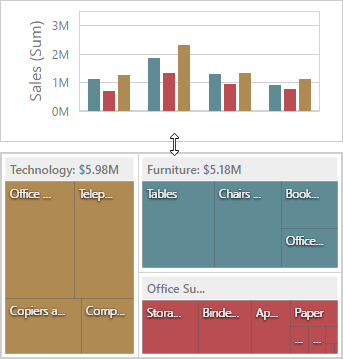 Sales (Sum)
3M
2M
1M
0M
Technology: $5.98M
Office ...
Telep...
Copiers a...
Comp...
Furniture: $5.18M
Tables
Chairs ...
Book...
Office...
Office Su...
Stora...
Binde...
Ap...
Paper
...
...